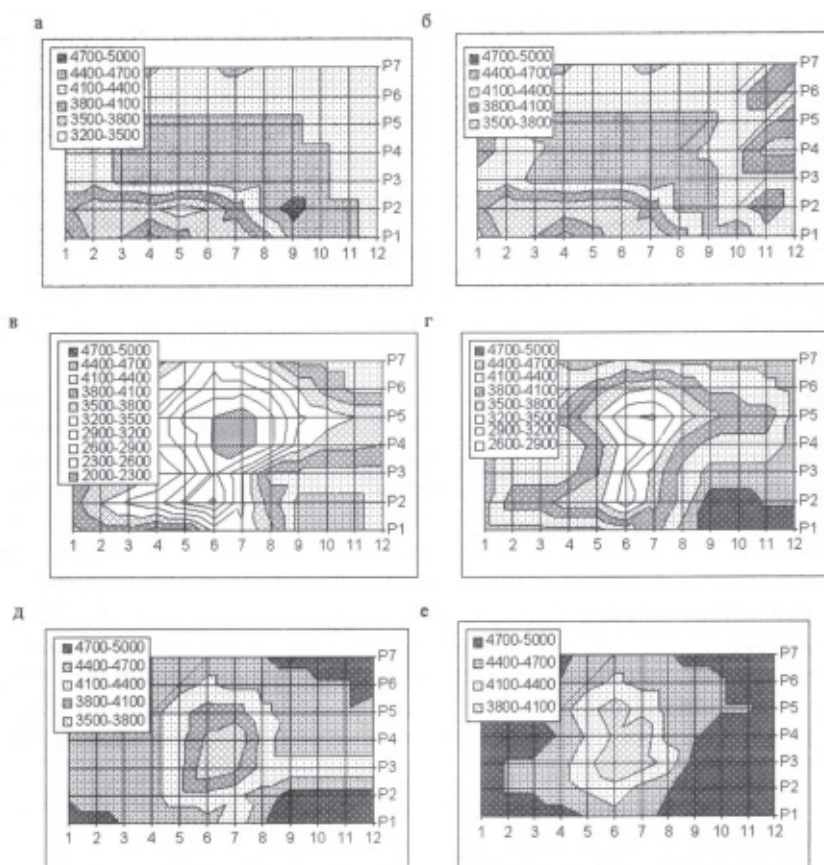 а
4700-5000
4400-4700
4100-4400
3800-4100
3500-3800
3200-3500
P7
P6
P5
P4
P3
P2
P1
1 2 3 4 5 6 7 8 9 10 11 12
б
4700-5000
4400-4700
4100-4400
3800-4100
3500-3800
P7
P6
P5
P4
P3
P2
P1
1 2 3 4 5 6 7 8 9 10 11 12
в
4700-5000
4400-4700
4100-4400
3800-4100
3500-3800
3200-3500
2900-3200
2600-2900
2300-2600
2000-2300
P7
P6
P5
P4
P3
P2
P1
1 2 3 4 5 6 7 8 9 10 11 12
г
4700-5000
4400-4700
4100-4400
3800-4100
3500-3800
3200-3500
2900-3200
2600-2900
P7
P6
P5
P4
P3
P2
P1
1 2 3 4 5 6 7 8 9 10 11 12
д
4700-5000
4400-4700
4100-4400
3800-4100
3500-3800
P7
P6
P5
P4
P3
P2
P1
1 2 3 4 5 6 7 8 9 10 11 12
е
4700-5000
4400-4700
4100-4400
3800-4100
P7
P6
P5
P4
P3
P2
P1
1 2 3 4 5 6 7 8 9 10 11 12